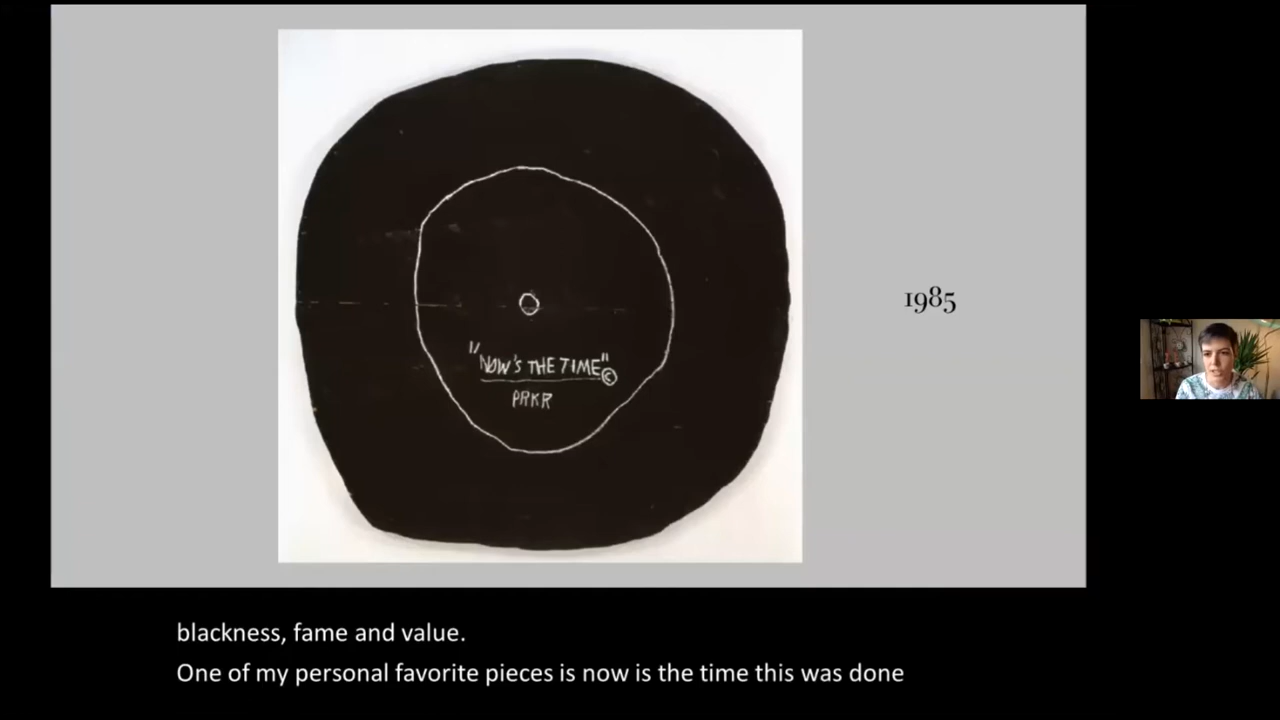 "NOW'S THE TIME"©
PRKR
1985
blackness, fame and value.
One of my personal favorite pieces is now is the time this was done